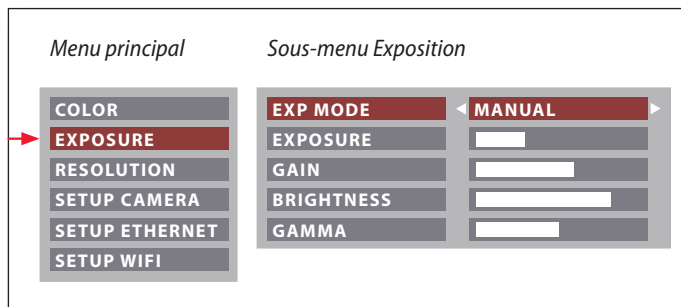 Menu principal
Sous-menu Exposition
COLOR
EXPOSURE
RESOLUTION
SETUP CAMERA
SETUP ETHERNET
SETUP WIFI
EXP MODE MANUAL
EXPOSURE
GAIN
BRIGHTNESS
GAMMA